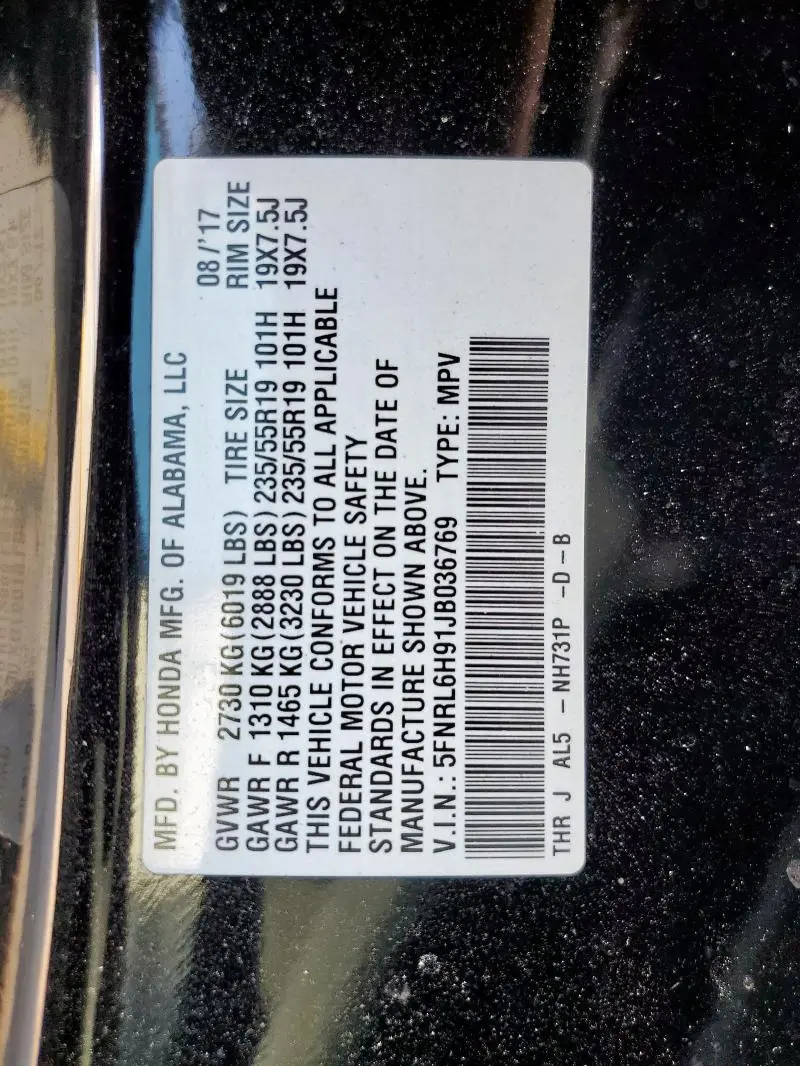 MFD. BY HONDA MFG. OF ALABAMA, LLC
08/'17
GVWR 2730 KG(6019 LBS) TIRE SIZE RIM SIZE
GAWR F 1310 KG(2888 LBS) 235/55R19 101H 19X7.5J
GAWR R 1465 KG(3230 LBS) 235/55R19 101H 19X7.5J
THIS VEHICLE CONFORMS TO ALL APPLICABLE
FEDERAL MOTOR VEHICLE SAFETY
STANDARDS IN EFFECT ON THE DATE OF
MANUFACTURE SHOWN ABOVE.
V.I.N.: 5FNRL6H91JB036769 TYPE: MPV
THR J AL5 -NH731P -D-B